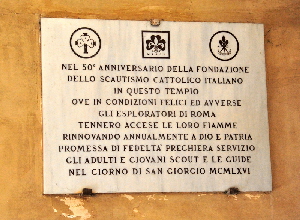 NEL 50° ANNIVERSARIO DELLA FONDAZIONE
DELLO SCAUTISMO CATTOLICO ITALIANO
IN QUESTO TEMPIO
OVE IN CONDIZIONI FELICI ED AVVERSE
GLI ESPLORATORI DI ROMA
TENNERO ACCESE LE LORO FIAMME
RINNOVANDO ANNUALMENTE A DIO E PATRIA
PROMESSA DI FEDELTA' PREGHIERA SERVIZIO
GLI ADULTI E GIOVANI SCOUT E LE GUIDE
NEL GIORNO DI SAN GIORGIO MCMLXVI